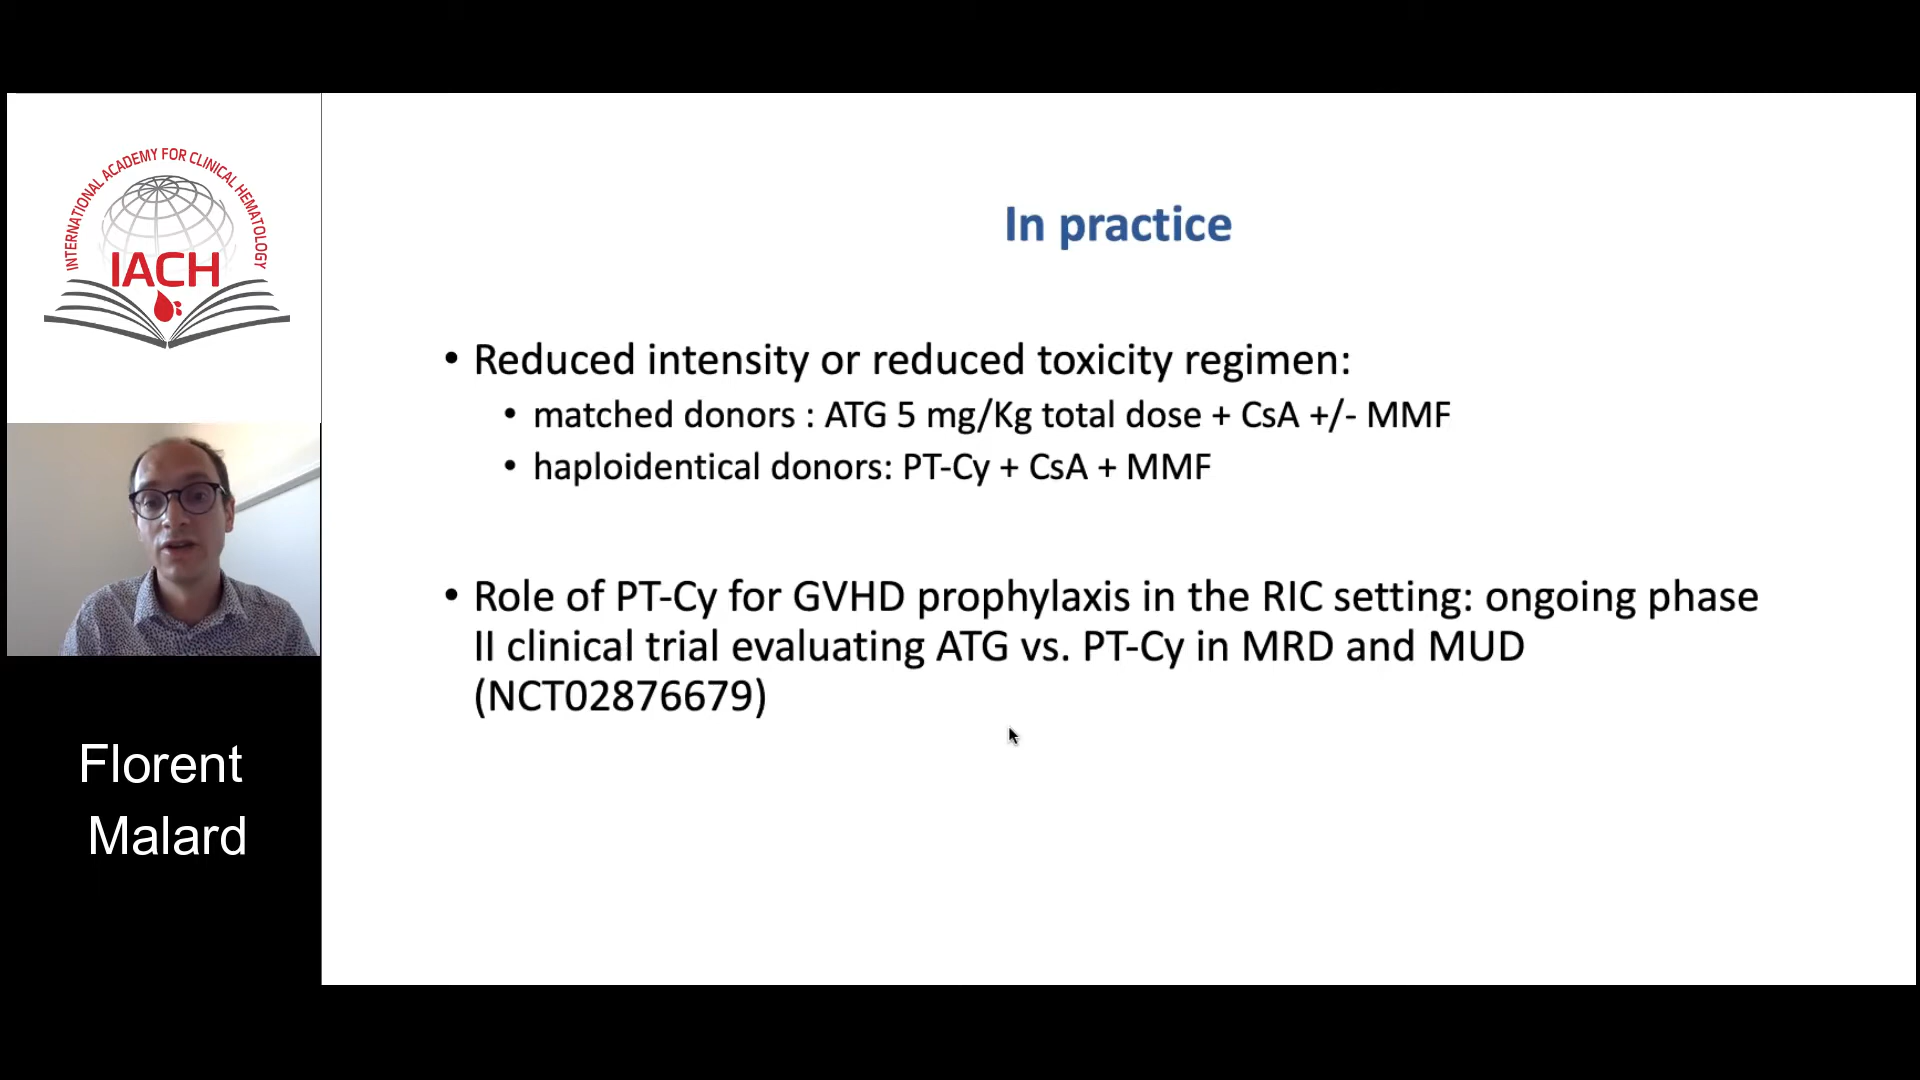 INTERNATIONAL ACADEMY FOR CLINICAL HEMATOLOGY
IACH
Florent
Malard
In practice
• Reduced intensity or reduced toxicity regimen:
• matched donors : ATG 5 mg/Kg total dose + CsA +/- MMF
• haploidentical donors: PT-Cy + CsA + MMF
• Role of PT-Cy for GVHD prophylaxis in the RIC setting: ongoing phase
II clinical trial evaluating ATG vs. PT-Cy in MRD and MUD
(NCT02876679)